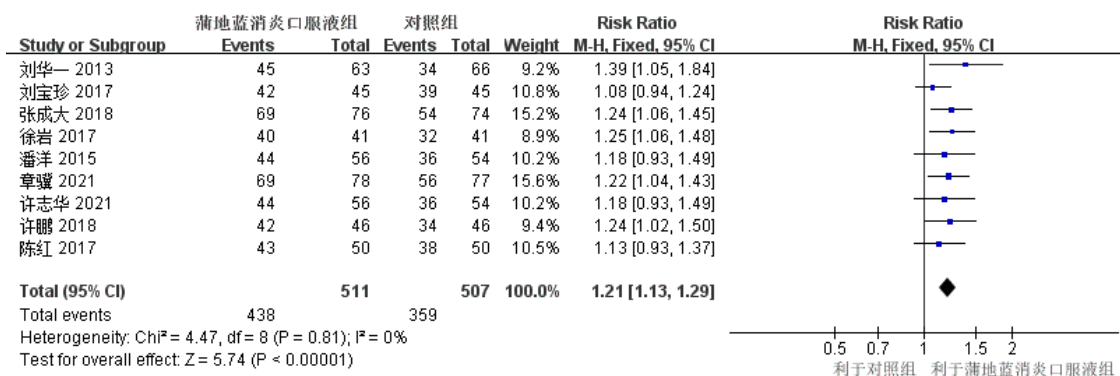 蒲地蓝消炎口服液组 对照组 Risk Ratio Risk Ratio
Study or Subgroup Events Total Events Total Weight M-H, Fixed, 95% CI M-H, Fixed, 95% CI
刘华一 2013 45 63 34 66 9.2% 1.39 [1.05, 1.84]
刘宝珍 2017 42 45 39 45 10.8% 1.08 [0.94, 1.24]
张成大 2018 69 76 54 74 15.2% 1.24 [1.06, 1.45]
徐岩 2017 40 41 32 41 8.9% 1.25 [1.06, 1.48]
潘洋 2015 44 56 36 54 10.2% 1.18 [0.93, 1.49]
章骥 2021 69 78 56 77 15.6% 1.22 [1.04, 1.43]
许志华 2021 44 56 36 54 10.2% 1.18 [0.93, 1.49]
许鹏 2018 42 46 34 46 9.4% 1.24 [1.02, 1.50]
陈红 2017 43 50 38 50 10.5% 1.13 [0.93, 1.37]
Total (95% CI) 511 507 100.0% 1.21 [1.13, 1.29]
Total events 438 359
Heterogeneity: Chi² = 4.47, df = 8 (P = 0.81); I² = 0%
Test for overall effect: Z = 5.74 (P < 0.00001)
0.5 0.7 1 1.5 2
利于对照组 利于蒲地蓝消炎口服液组